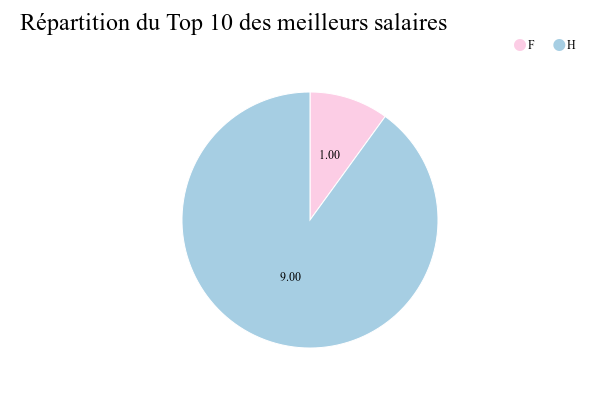 Répartition du Top 10 des meilleurs salaires
F H
1.00
9.00